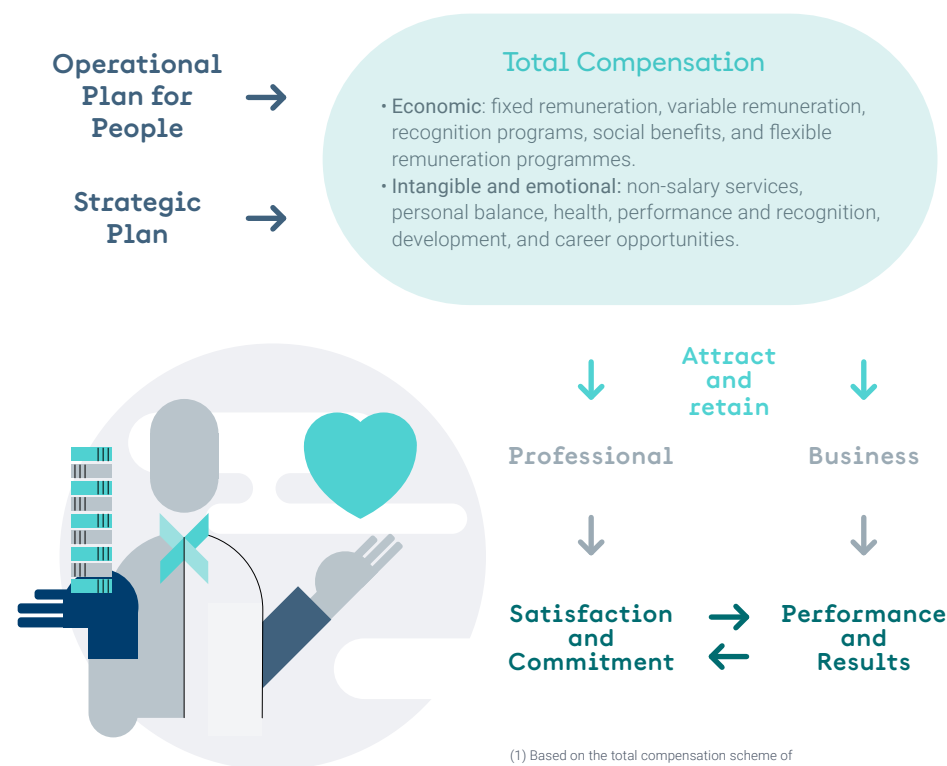 Operational
Plan for
People
Strategic
Plan
Total Compensation
• Economic: fixed remuneration, variable remuneration,
recognition programs, social benefits, and flexible
remuneration programmes.
• Intangible and emotional: non-salary services,
personal balance, health, performance and recognition,
development, and career opportunities.
Attract
and
retain
Professional
Business
Satisfaction
and
Commitment
Performance
and
Results
(1) Based on the total compensation scheme of